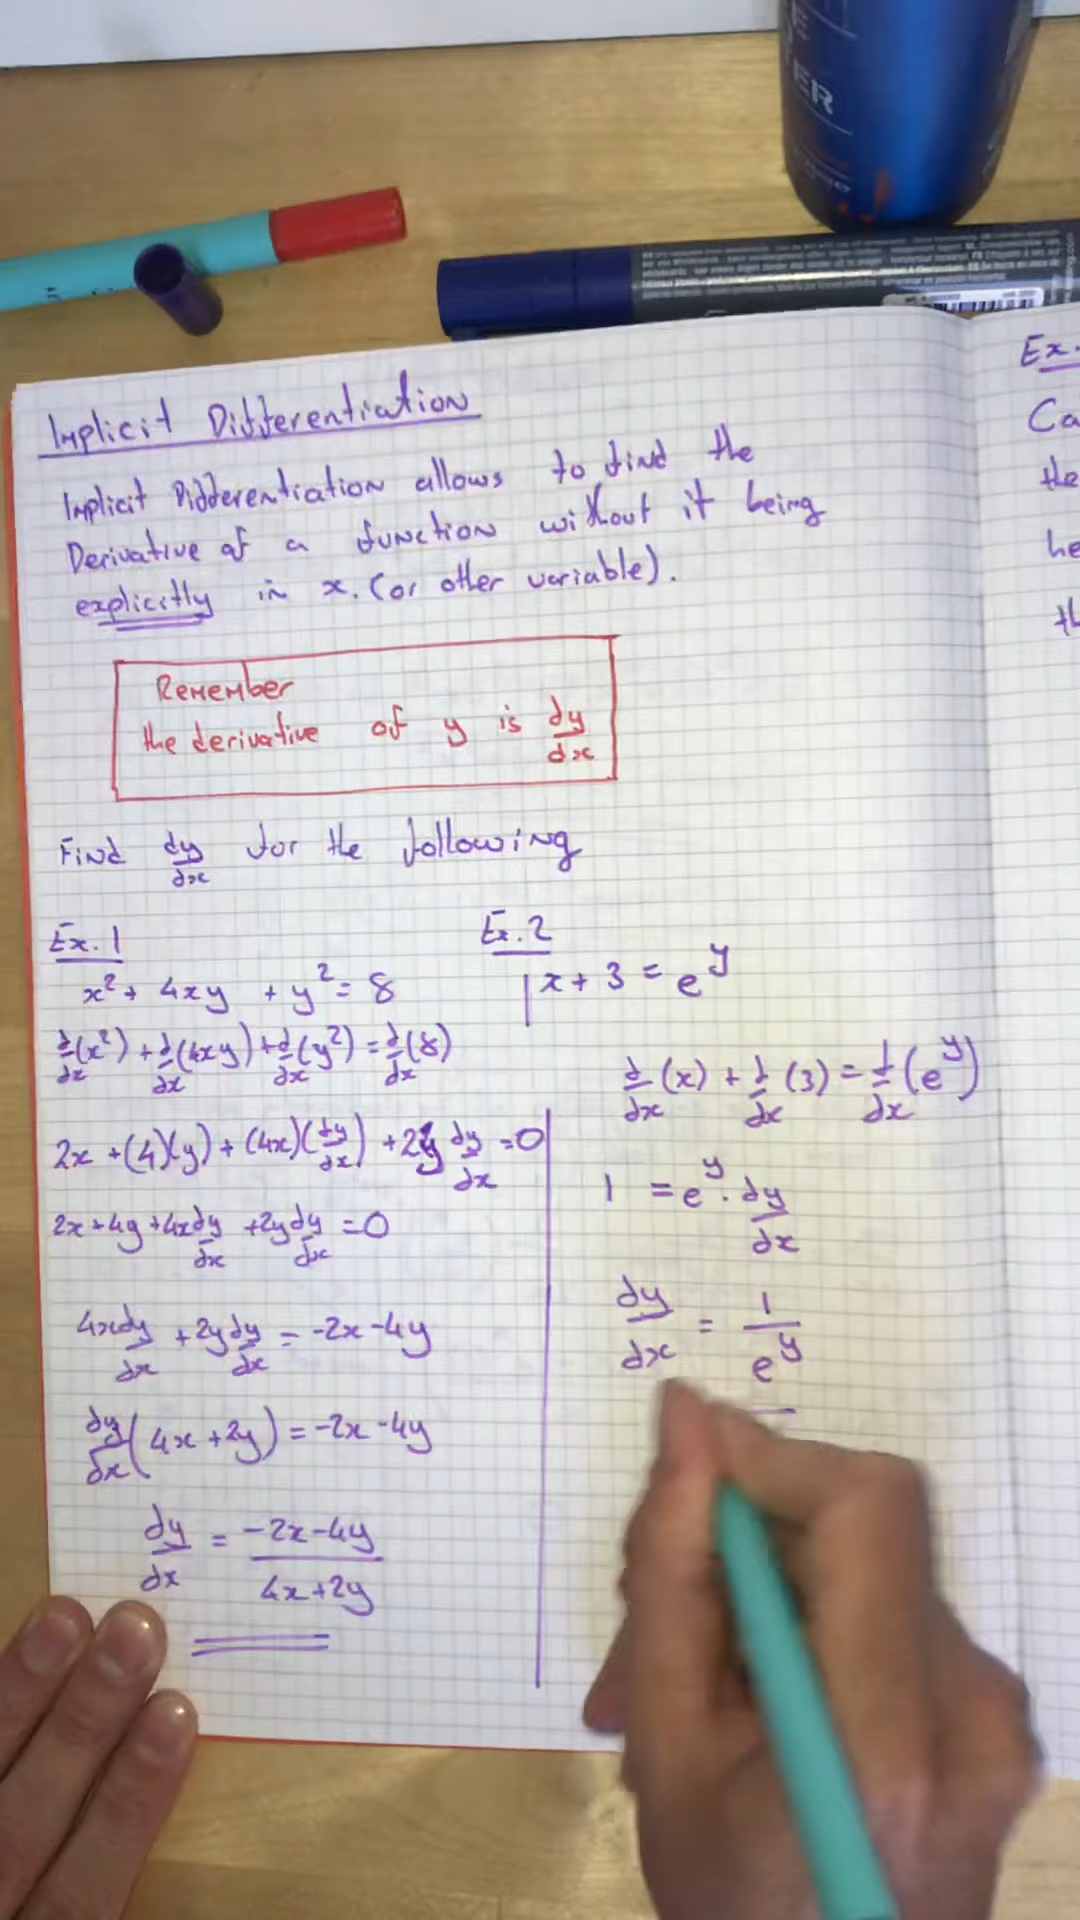 Implicit Differentiation
Implicit Differentiation allows to find the
Derivative of a function without it being
explicitly in x. (or other variable).
Remember
the derivative of y is dy/dx
Find dy/dx for the following
Ex. 1
x² + 4xy + y² = 8
d/dx(x²) + d/dx(4xy) + d/dx(y²) = d/dx(8)
2x + (4)(y) + (4x)(dy/dx) + 2y dy/dx = 0
2x + 4y + 4x dy/dx + 2y dy/dx = 0
4x dy/dx + 2y dy/dx = -2x - 4y
dy/dx (4x + 2y) = -2x - 4y
dy/dx = -2x - 4y / 4x + 2y
Ex. 2
x + 3 = e^y
d/dx (x) + d/dx (3) = d/dx (e^y)
1 = e^y · dy/dx
dy/dx = 1 / e^y
Ex.
Ca
the
he
th
ER